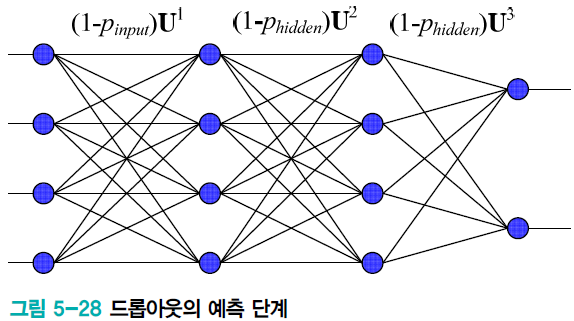 (1-p_input)U^1 (1-p_hidden)U^2 (1-p_hidden)U^3
그림 5-28 드롭아웃의 예측 단계